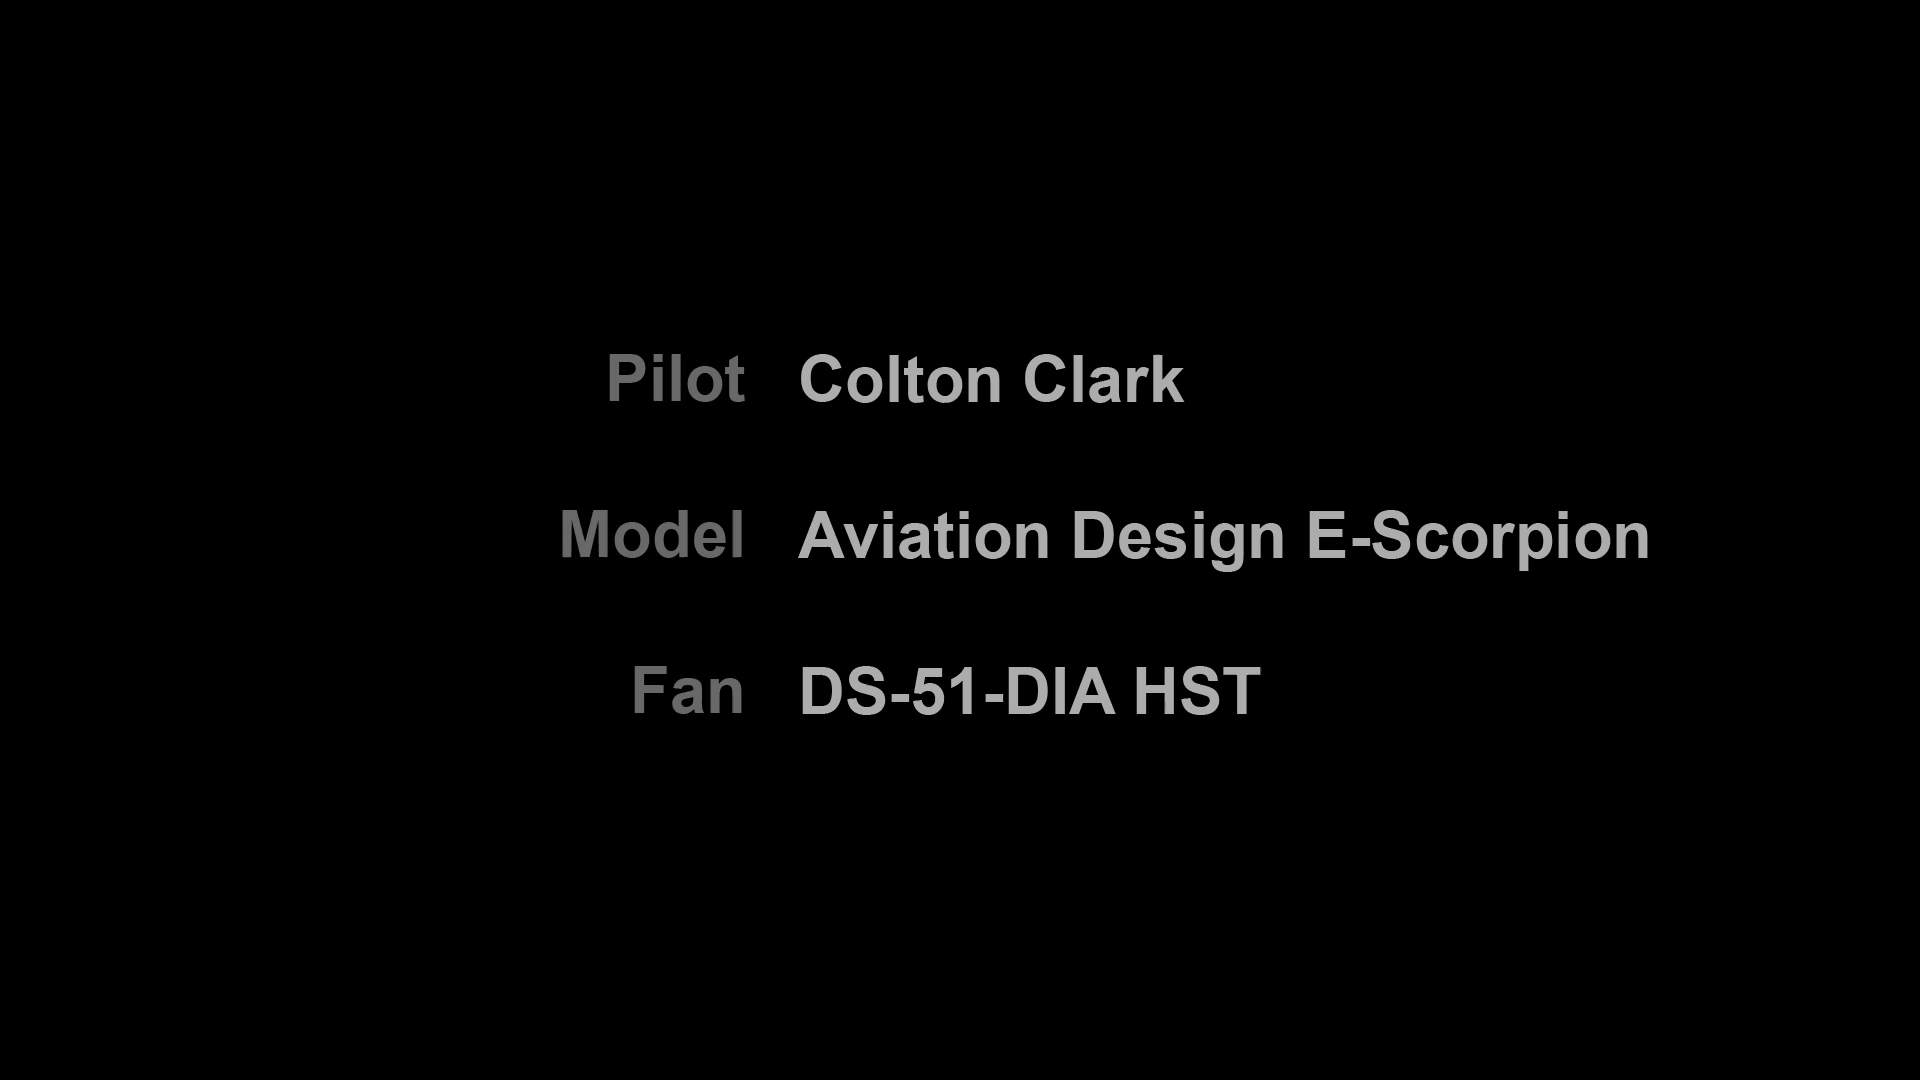 Pilot Colton Clark
Model Aviation Design E-Scorpion
Fan DS-51-DIA HST